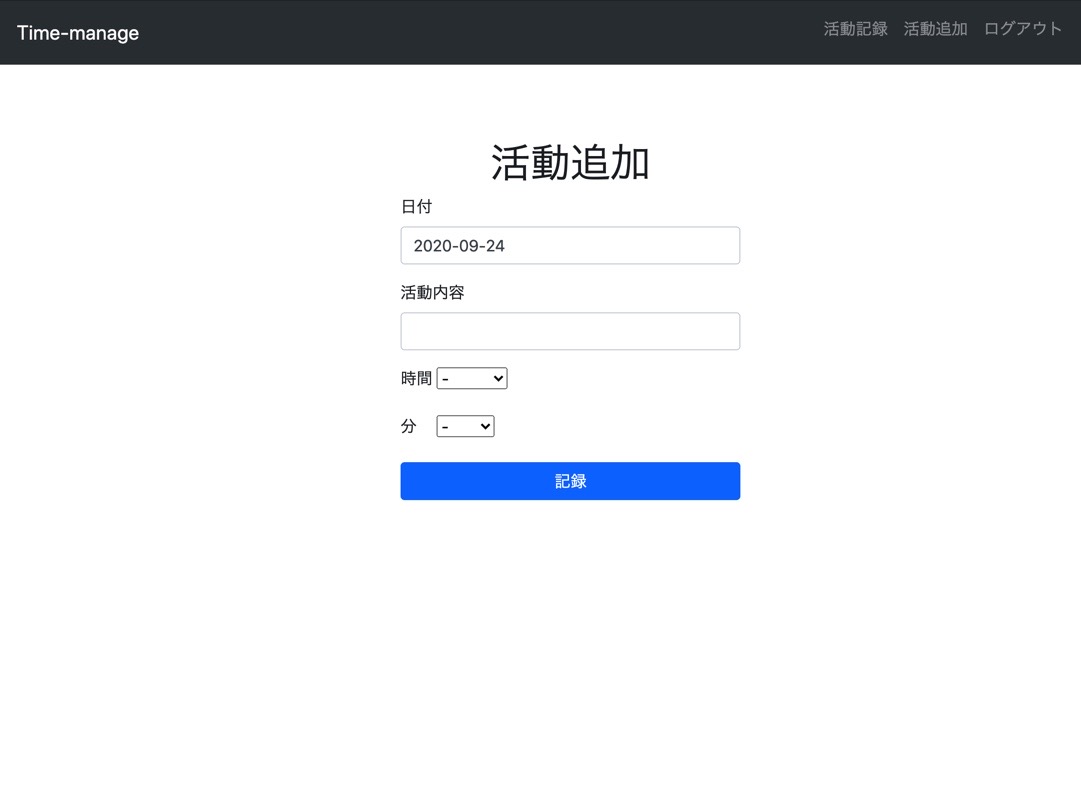 Time-manage
活動記録 活動追加 ログアウト
活動追加
日付
2020-09-24
活動内容
時間 -
分 -
記録